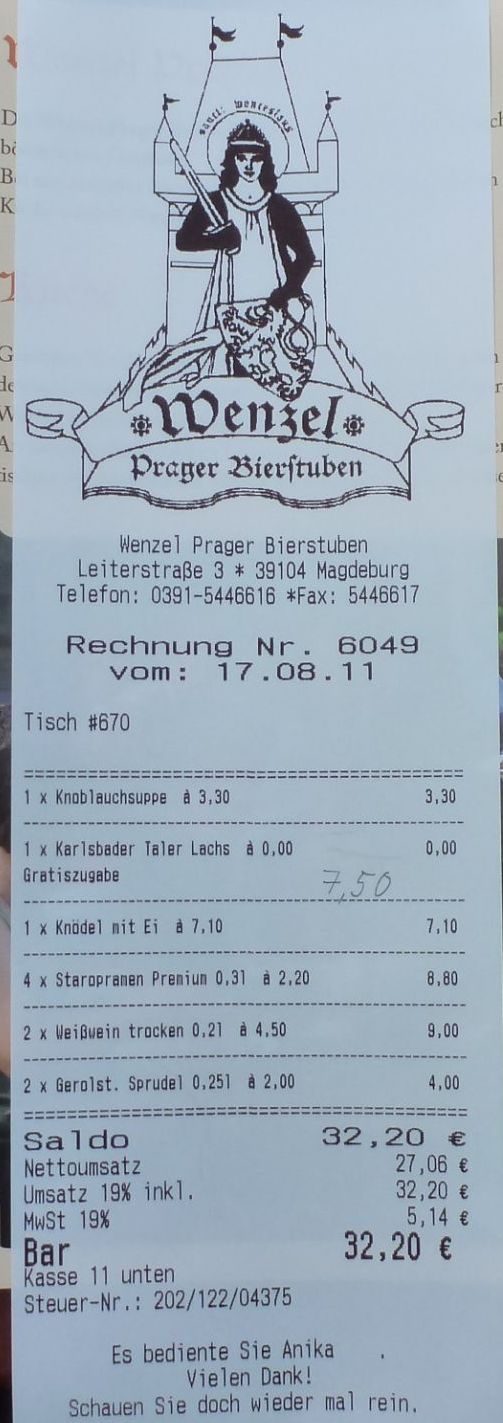 sanct: wenceslaus
Wenzel
Prager Bierſtuben
Wenzel Prager Bierstuben
Leiterstraße 3 * 39104 Magdeburg
Telefon: 0391-5446616 *Fax: 5446617
Rechnung Nr. 6049
vom: 17.08.11
Tisch #670
1 x Knoblauchsuppe à 3,30 3,30
1 x Karlsbader Taler Lachs à 0,00 0,00
Gratiszugabe 7,50
1 x Knödel mit Ei à 7,10 7,10
4 x Staropramen Premium 0,3l à 2,20 8,80
2 x Weißwein trocken 0,2l à 4,50 9,00
2 x Gerolst. Sprudel 0,25l à 2,00 4,00
Saldo 32,20 €
Nettoumsatz 27,06 €
Umsatz 19% inkl. 32,20 €
MwSt 19% 5,14 €
Bar 32,20 €
Kasse 11 unten
Steuer-Nr.: 202/122/04375
Es bediente Sie Anika .
Vielen Dank!
Schauen Sie doch wieder mal rein.